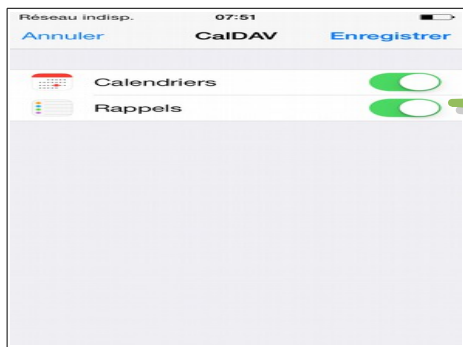 Réseau indisp. 07:51
Annuler CalDAV Enregistrer
Calendriers
Rappels